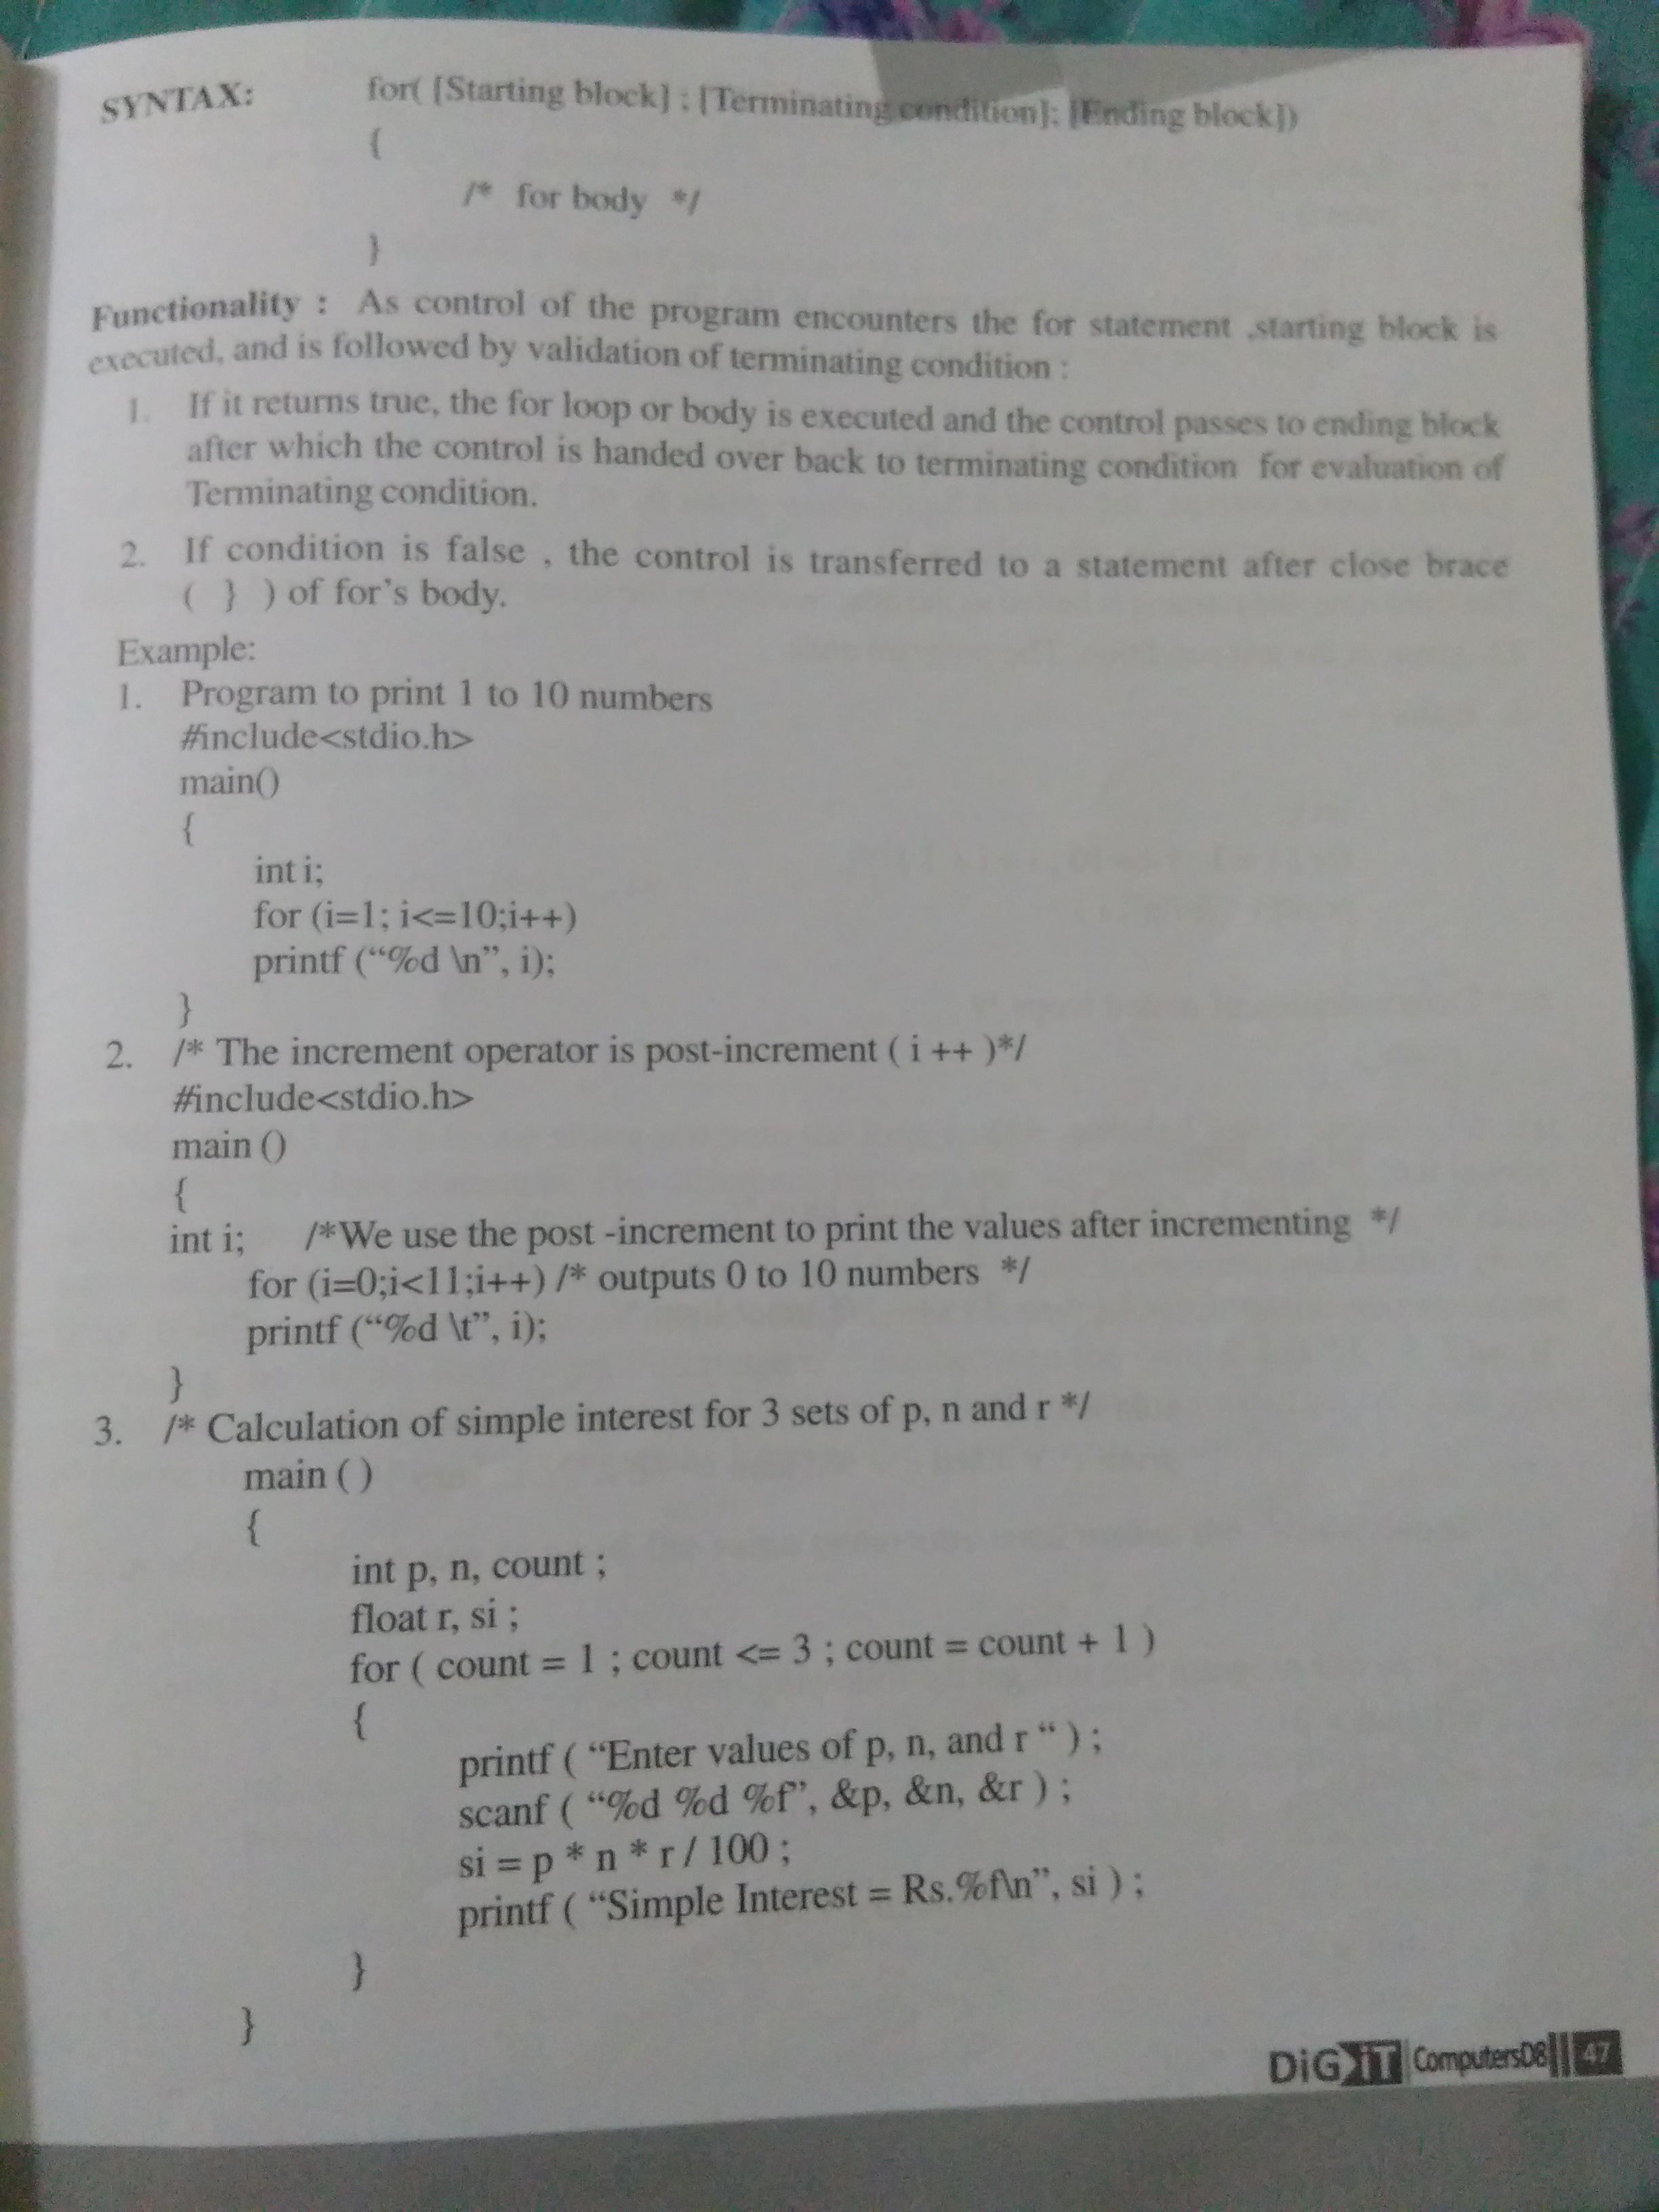 SYNTAX: for( [Starting block] ; [Terminating condition]; [Ending block])
{
/* for body */
}
Functionality : As control of the program encounters the for statement ,starting block is
executed, and is followed by validation of terminating condition :
1. If it returns true, the for loop or body is executed and the control passes to ending block
after which the control is handed over back to terminating condition for evaluation of
Terminating condition.
2. If condition is false , the control is transferred to a statement after close brace
( } ) of for's body.
Example:
1. Program to print 1 to 10 numbers
#include<stdio.h>
main()
{
int i;
for (i=1; i<=10;i++)
printf (“%d \n”, i);
}
2. /* The increment operator is post-increment ( i ++ )*/
#include<stdio.h>
main ()
{
int i; /*We use the post -increment to print the values after incrementing */
for (i=0;i<11;i++) /* outputs 0 to 10 numbers */
printf (“%d \t”, i);
}
3. /* Calculation of simple interest for 3 sets of p, n and r */
main ( )
{
int p, n, count ;
float r, si ;
for ( count = 1 ; count <= 3 ; count = count + 1 )
{
printf ( “Enter values of p, n, and r “ ) ;
scanf ( “%d %d %f”, &p, &n, &r ) ;
si = p * n * r / 100 ;
printf ( “Simple Interest = Rs.%f\n”, si ) ;
}
}
DiGiT ComputersD8 47